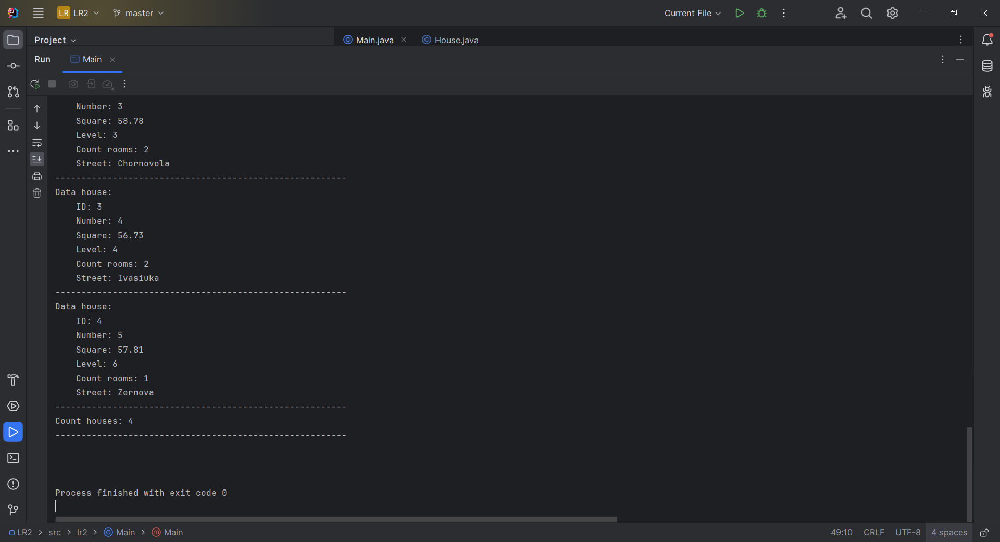 LR LR2 master Current File
Project Main.java House.java
Run Main
Number: 3
Square: 58.78
Level: 3
Count rooms: 2
Street: Chornovola
--------------------------------------------------------
Data house:
ID: 3
Number: 4
Square: 56.73
Level: 4
Count rooms: 2
Street: Ivasiuka
--------------------------------------------------------
Data house:
ID: 4
Number: 5
Square: 57.81
Level: 6
Count rooms: 1
Street: Zernova
--------------------------------------------------------
Count houses: 4
--------------------------------------------------------
Process finished with exit code 0
LR2 > src > lr2 > Main > Main 49:10 CRLF UTF-8 4 spaces